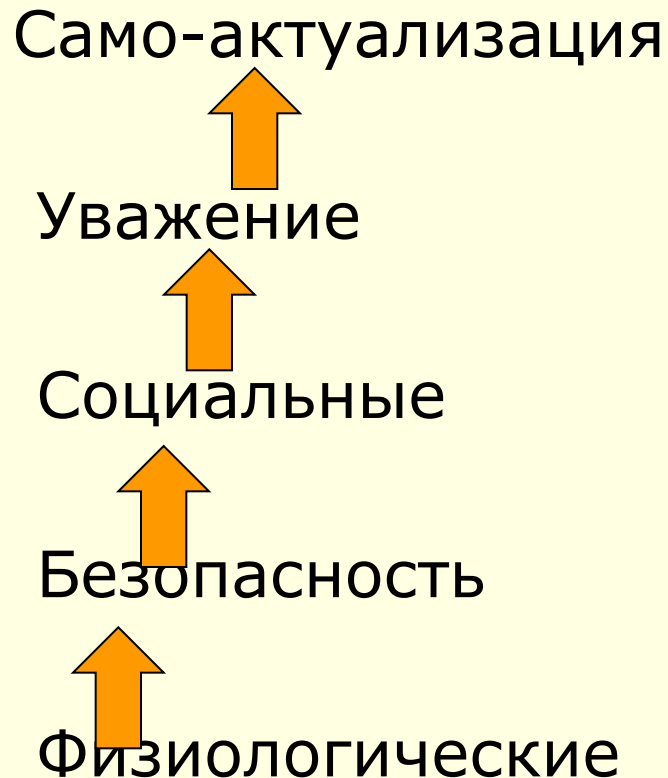 Само-актуализация
Уважение
Социальные
Безопасность
Физиологические